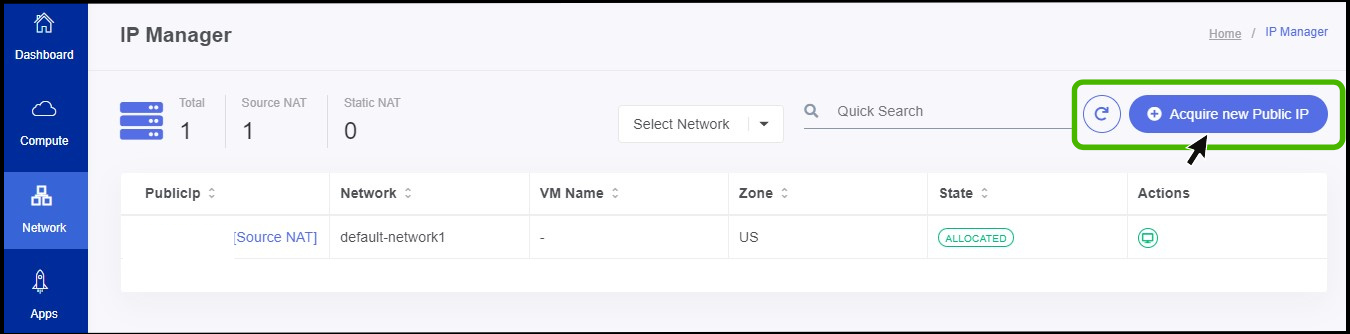 Dashboard
Compute
Network
Apps
IP Manager
Home / IP Manager
Total
1
Source NAT
1
Static NAT
0
Select Network
Quick Search
Acquire new Public IP
PublicIp Network VM Name Zone State Actions
[Source NAT] default-network1 - US ALLOCATED